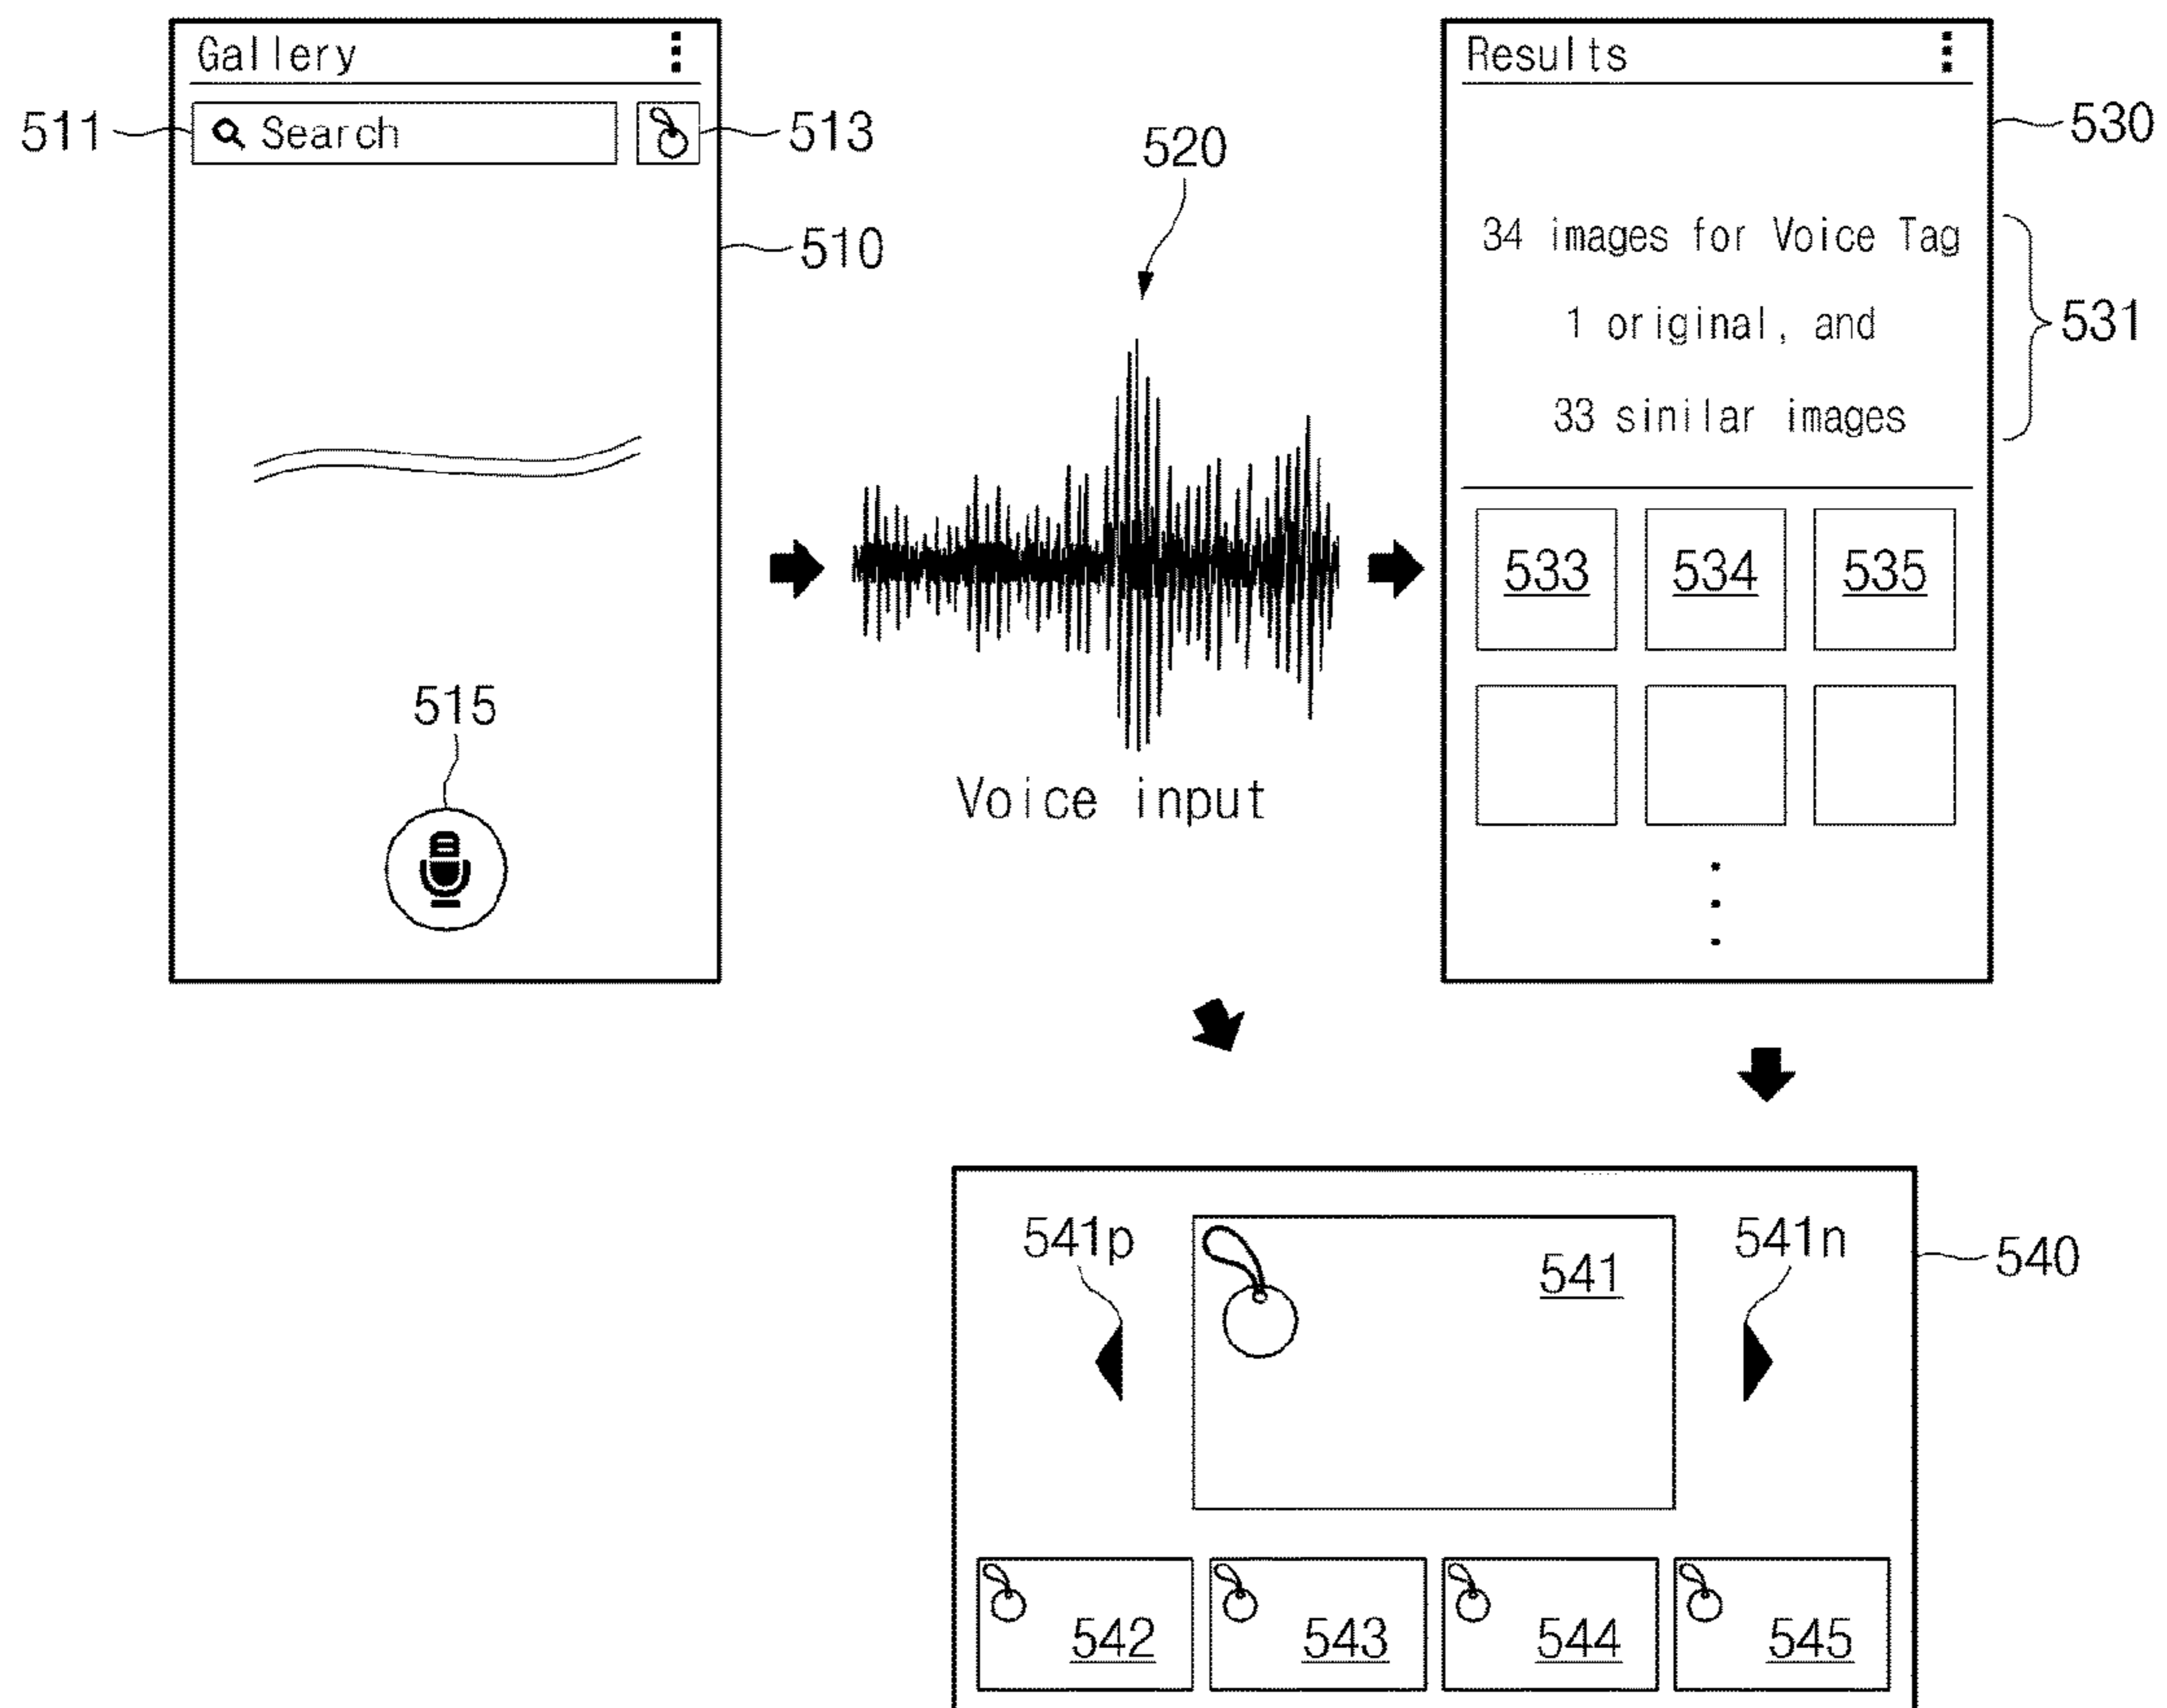 Gallery
511
Search
513
510
515
520
Voice input
Results
530
34 images for Voice Tag
1 original, and
33 sinilar images
531
533 534 535
541p
541
541n
540
542 543 544 545